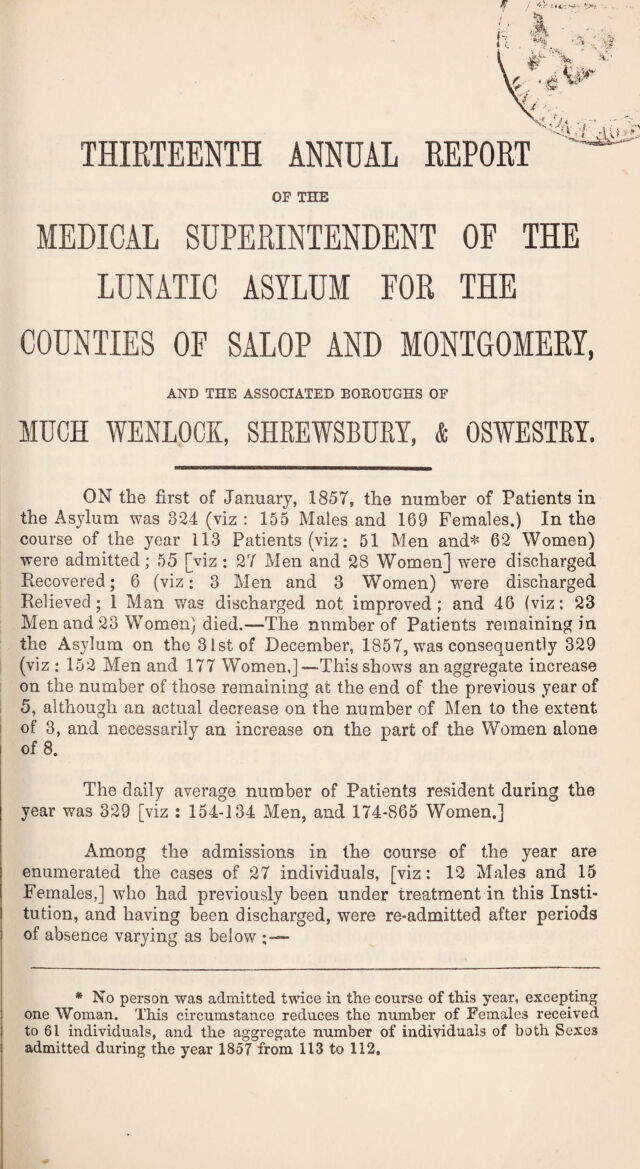 THIRTEENTH ANNUAL REPORT
OF THE
MEDICAL SUPERINTENDENT OF THE
LUNATIC ASYLUM FOR THE
COUNTIES OF SALOP AND MONTGOMERY,
AND THE ASSOCIATED BOROUGHS OF
MUCH WENLOCK, SHREWSBURY, & OSWESTRY.
ON the first of January, 1857, the number of Patients in
the Asylum was 324 (viz : 155 Males and 169 Females.) In the
course of the year 113 Patients (viz: 51 Men and* 62 Women)
were admitted; 55 [viz: 27 Men and 28 Women] were discharged
Recovered; 6 (viz: 3 Men and 3 Women) were discharged
Relieved; 1 Man was discharged not improved; and 46 (viz: 23
Men and 23 Women) died.—The nnmber of Patients remaining in
the Asylum on the 31st of December, 1857, was consequently 329
(viz : 152 Men and 177 Women,]—This shows an aggregate increase
on the number of those remaining at the end of the previous year of
5, although an actual decrease on the number of Men to the extent
of 3, and necessarily an increase on the part of the Women alone
of 8.
The daily average number of Patients resident during the
year was 329 [viz : 154-134 Men, and 174-865 Women.]
Among the admissions in the course of the year are
enumerated the cases of 27 individuals, [viz: 12 Males and 15
Females,] who had previously been under treatment in this Insti-
tution, and having been discharged, were re-admitted after periods
of absence varying as below ;—
* No person was admitted twice in the course of this year, excepting
one Woman. This circumstance reduces the number of Females received
to 61 individuals, and the aggregate number of individuals of both Sexes
admitted during the year 1857 from 113 to 112.